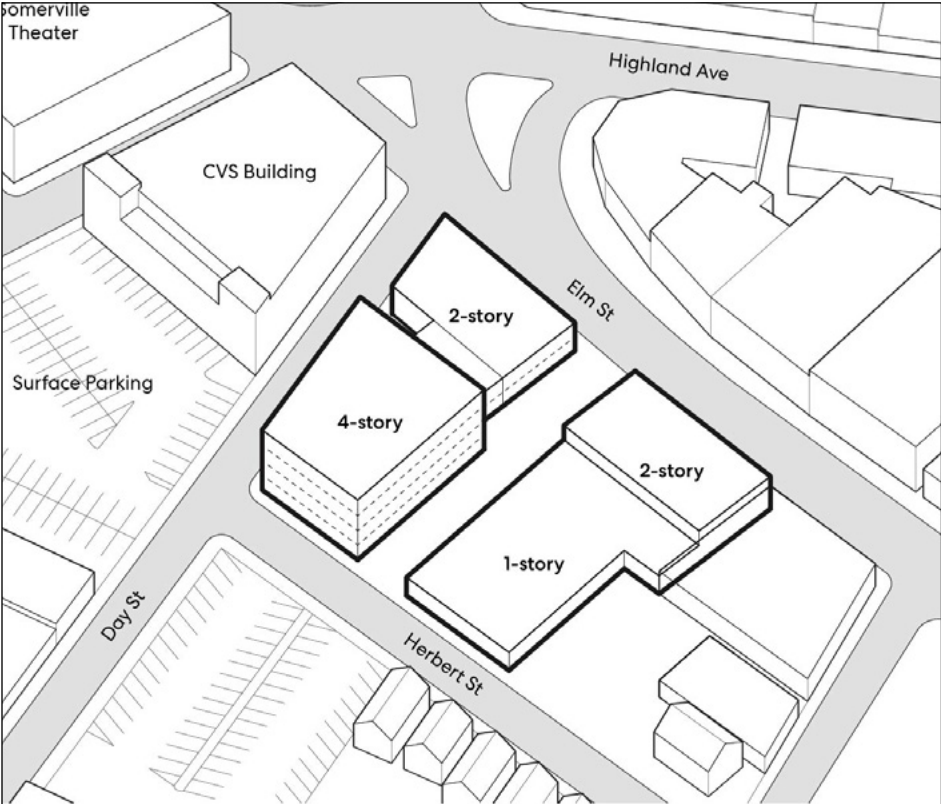 Somerville
Theater
Highland Ave
CVS Building
Elm St
2-story
Surface Parking
4-story
2-story
1-story
Day St
Herbert St